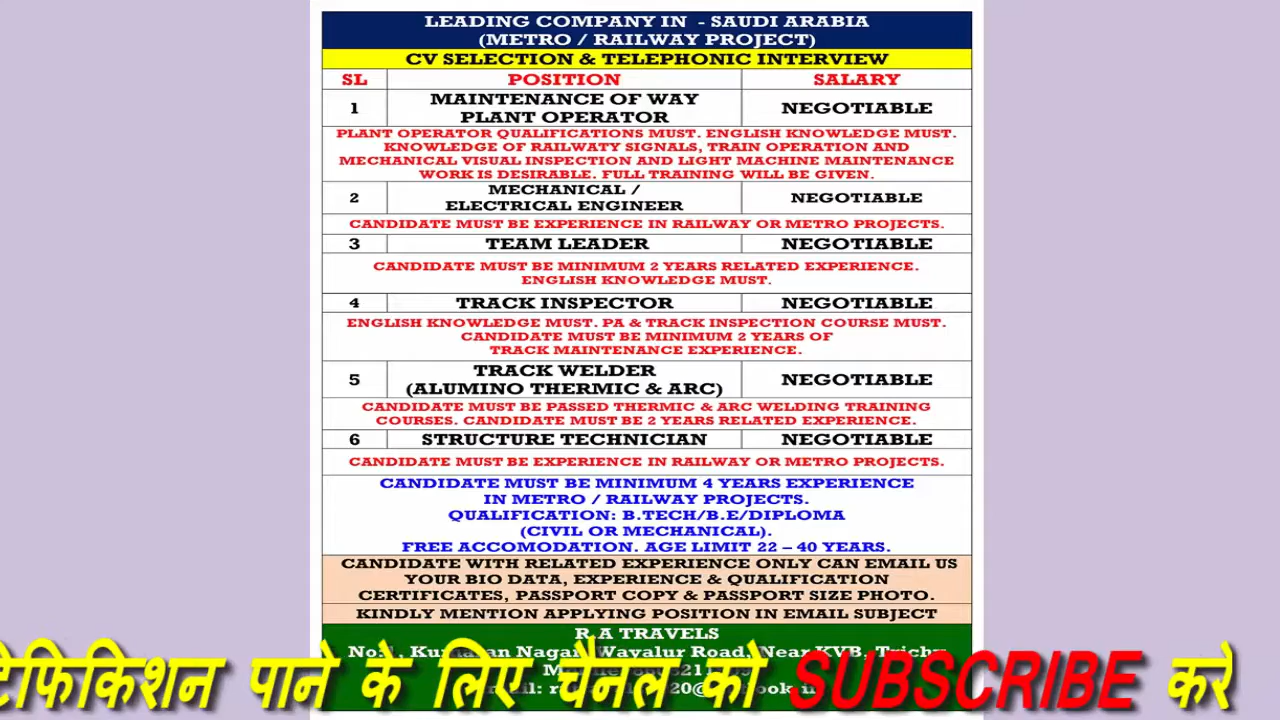 LEADING COMPANY IN - SAUDI ARABIA
(METRO / RAILWAY PROJECT)
CV SELECTION & TELEPHONIC INTERVIEW
SL POSITION SALARY
1 MAINTENANCE OF WAY PLANT OPERATOR NEGOTIABLE
PLANT OPERATOR QUALIFICATIONS MUST. ENGLISH KNOWLEDGE MUST.
KNOWLEDGE OF RAILWATY SIGNALS, TRAIN OPERATION AND
MECHANICAL VISUAL INSPECTION AND LIGHT MACHINE MAINTENANCE
WORK IS DESIRABLE. FULL TRAINING WILL BE GIVEN.
2 MECHANICAL / ELECTRICAL ENGINEER NEGOTIABLE
CANDIDATE MUST BE EXPERIENCE IN RAILWAY OR METRO PROJECTS.
3 TEAM LEADER NEGOTIABLE
CANDIDATE MUST BE MINIMUM 2 YEARS RELATED EXPERIENCE.
ENGLISH KNOWLEDGE MUST.
4 TRACK INSPECTOR NEGOTIABLE
ENGLISH KNOWLEDGE MUST. PA & TRACK INSPECTION COURSE MUST.
CANDIDATE MUST BE MINIMUM 2 YEARS OF
TRACK MAINTENANCE EXPERIENCE.
5 TRACK WELDER (ALUMINO THERMIC & ARC) NEGOTIABLE
CANDIDATE MUST BE PASSED THERMIC & ARC WELDING TRAINING
COURSES. CANDIDATE MUST BE 2 YEARS RELATED EXPERIENCE.
6 STRUCTURE TECHNICIAN NEGOTIABLE
CANDIDATE MUST BE EXPERIENCE IN RAILWAY OR METRO PROJECTS.
CANDIDATE MUST BE MINIMUM 4 YEARS EXPERIENCE
IN METRO / RAILWAY PROJECTS.
QUALIFICATION: B.TECH/B.E/DIPLOMA
(CIVIL OR MECHANICAL).
FREE ACCOMODATION. AGE LIMIT 22 – 40 YEARS.
CANDIDATE WITH RELATED EXPERIENCE ONLY CAN EMAIL US
YOUR BIO DATA, EXPERIENCE & QUALIFICATION
CERTIFICATES, PASSPORT COPY & PASSPORT SIZE PHOTO.
KINDLY MENTION APPLYING POSITION IN EMAIL SUBJECT
R A TRAVELS
Nagar, Wayalur Road, Near KVB, Trichy
पाने के लिए चैनल को SUBSCRIBE करे